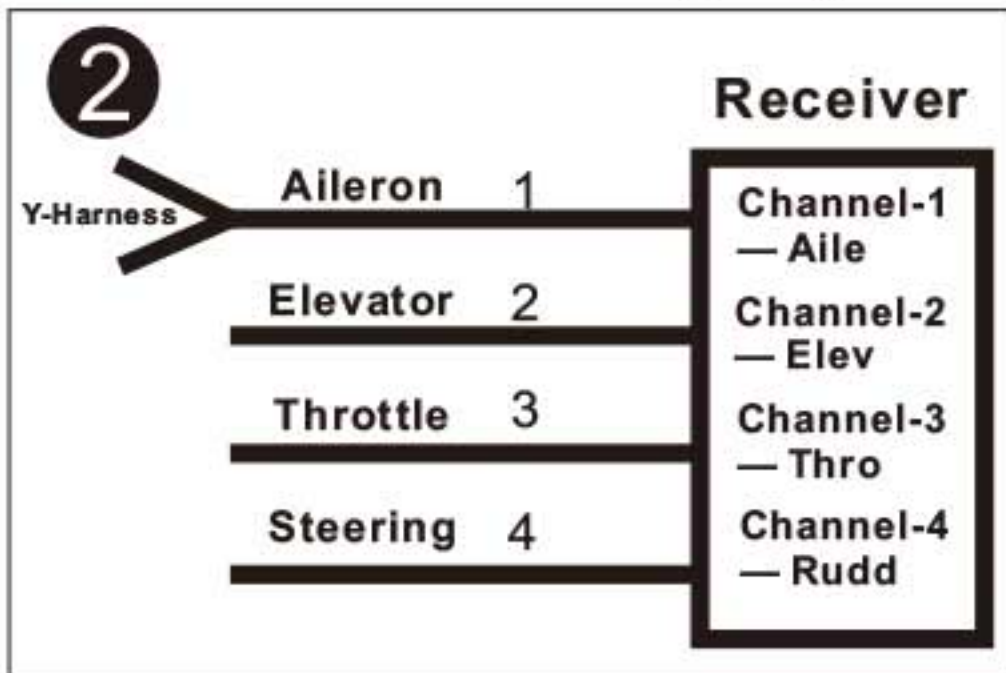 2
Receiver
Y-Harness
Aileron 1
Channel-1
— Aile
Elevator 2
Channel-2
— Elev
Throttle 3
Channel-3
— Thro
Steering 4
Channel-4
— Rudd